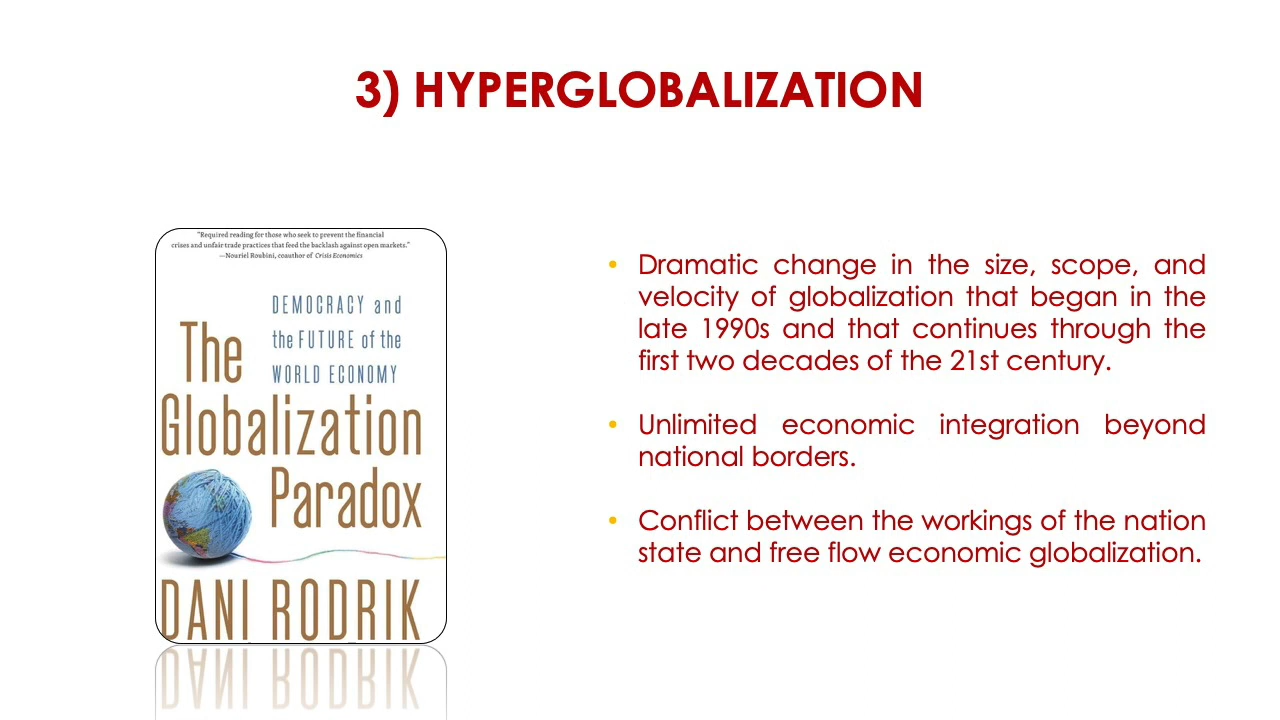 3) HYPERGLOBALIZATION
"Required reading for those who seek to prevent the financial
crises and unfair trade practices that feed the backlash against open markets."
—Nouriel Roubini, coauthor of Crisis Economics
DEMOCRACY and
the FUTURE of the
WORLD ECONOMY
The
Globalization
Paradox
DANI RODRIK
• Dramatic change in the size, scope, and
velocity of globalization that began in the
late 1990s and that continues through the
first two decades of the 21st century.
• Unlimited economic integration beyond
national borders.
• Conflict between the workings of the nation
state and free flow economic globalization.